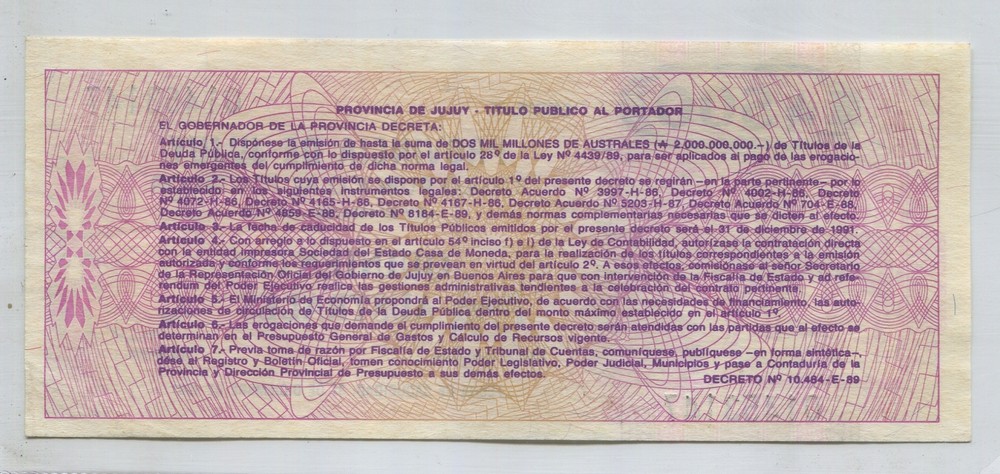 PROVINCIA DE JUJUY - TITULO PUBLICO AL PORTADOR
EL GOBERNADOR DE LA PROVINCIA DECRETA:
Artículo 1.- Dispónese la emisión de hasta la suma de DOS MIL MILLONES DE AUSTRALES (₳ 2.000.000.000.-) de Títulos de la
Deuda Pública, conforme con lo dispuesto por el artículo 28º de la Ley Nº 4439/89, para ser aplicados al pago de las erogacio-
nes emergentes del cumplimiento de dicha norma legal.
Artículo 2.- Los Títulos cuya emisión se dispone por el artículo 1º del presente decreto se regirán -en la parte pertinente- por lo
establecido en los siguientes instrumentos legales: Decreto Acuerdo Nº 3997-H-86, Decreto Nº 4002-H-86, Decreto
Nº 4072-H-86, Decreto Nº 4165-H-86, Decreto Nº 4167-H-86, Decreto Acuerdo Nº 5203-H-87, Decreto Acuerdo Nº 704-E-88,
Decreto Acuerdo Nº 4859-E-88, Decreto Nº 8184-E-89, y demás normas complementarias necesarias que se dicten al efecto.
Artículo 3.- La fecha de caducidad de los Títulos Públicos emitidos por el presente decreto será el 31 de diciembre de 1991.
Artículo 4.- Con arreglo a lo dispuesto en el artículo 54º inciso f) e i) de la Ley de Contabilidad, autorízase la contratación directa
con la entidad impresora Sociedad del Estado Casa de Moneda, para la realización de los títulos correspondientes a la emisión
autorizada y conforme los requerimientos que se prevean en virtud del artículo 2º. A esos efectos, comisiónase al señor Secretario
de la Representación Oficial del Gobierno de Jujuy en Buenos Aires para que con intervención de la Fiscalía de Estado y ad-refe-
rendum del Poder Ejecutivo realice las gestiones administrativas tendientes a la celebración del contrato pertinente.
Artículo 5.- El Ministerio de Economía propondrá al Poder Ejecutivo, de acuerdo con las necesidades de financiamiento, las auto-
rizaciones de circulación de Títulos de la Deuda Pública dentro del monto máximo establecido en el artículo 1º.
Artículo 6.- Las erogaciones que demande el cumplimiento del presente decreto serán atendidas con las partidas que al efecto se
determinan en el Presupuesto General de Gastos y Cálculo de Recursos vigente.
Artículo 7.- Previa toma de razón por Fiscalía de Estado y Tribunal de Cuentas, comuníquese, publíquese -en forma sintética-,
dése al Registro y Boletín Oficial, tomen conocimiento Poder Legislativo, Poder Judicial, Municipios y pase a Contaduría de la
Provincia y Dirección Provincial de Presupuesto a sus demás efectos.
DECRETO Nº 10.484-E-89